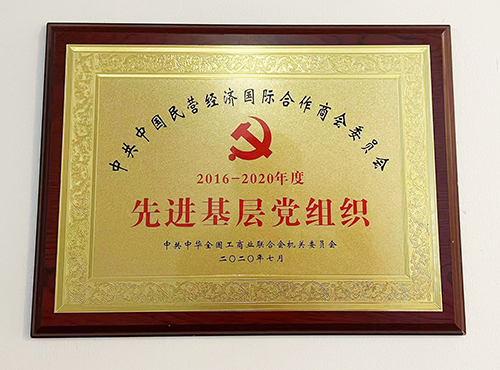 中共中国民营经济国际合作商会委员会
2016-2020年度
先进基层党组织
中共中华全国工商业联合会机关委员会
二〇二〇年七月